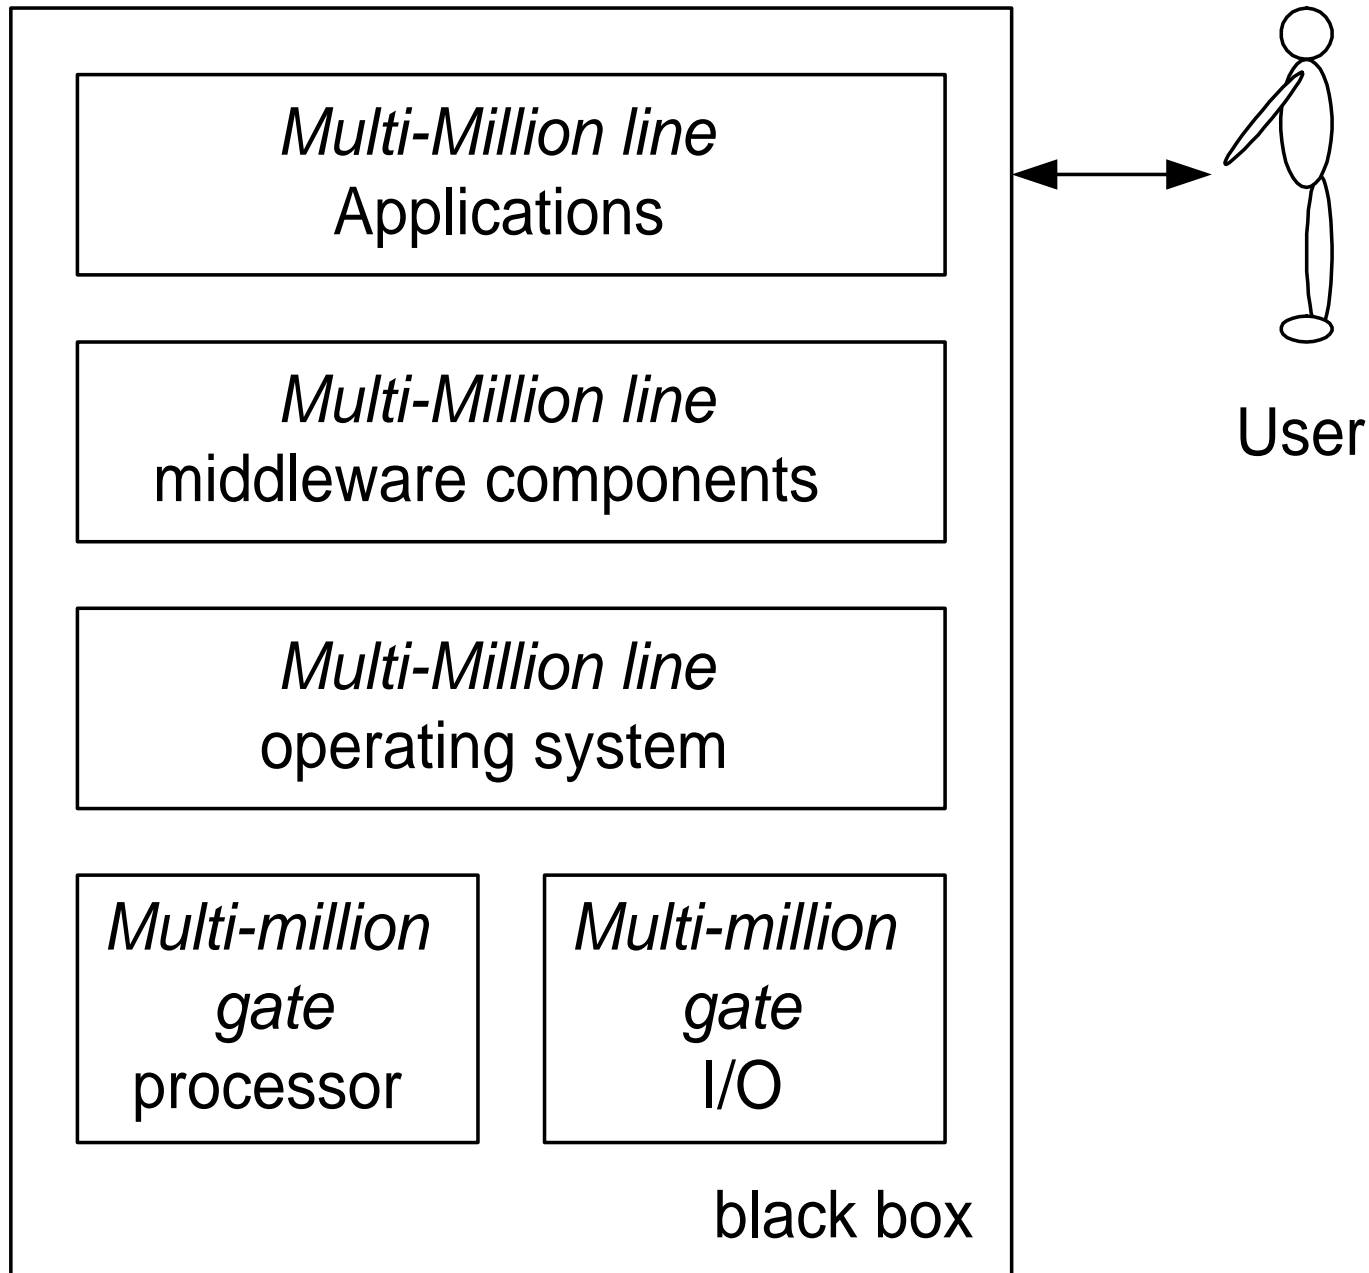 Multi-Million line
Applications
User
Multi-Million line
middleware components
Multi-Million line
operating system
Multi-million
gate
processor
Multi-million
gate
I/O
black box